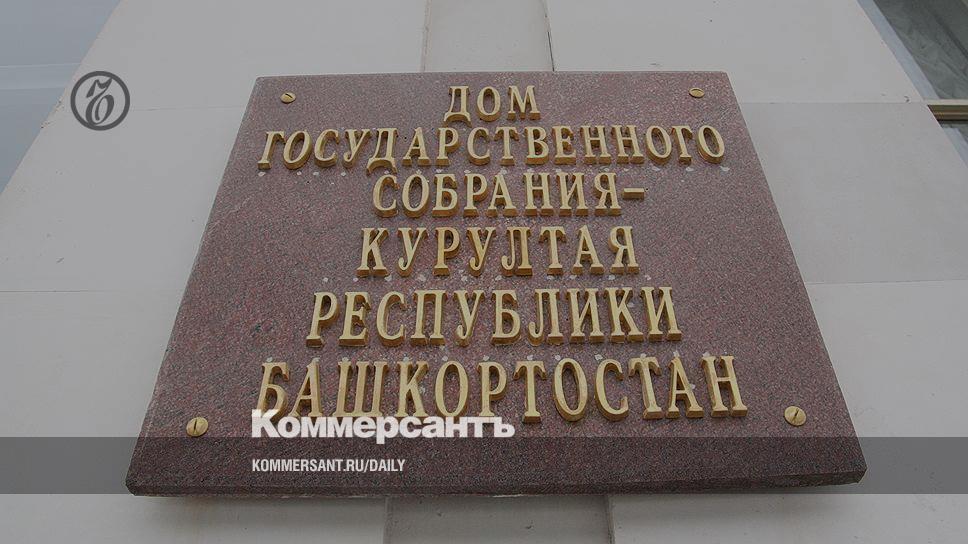 ДОМ
ГОСУДАРСТВЕННОГО
СОБРАНИЯ-
КУРУЛТАЯ
РЕСПУБЛИКИ
БАШКОРТОСТАН
Коммерсантъ
KOMMERSANT.RU/DAILY